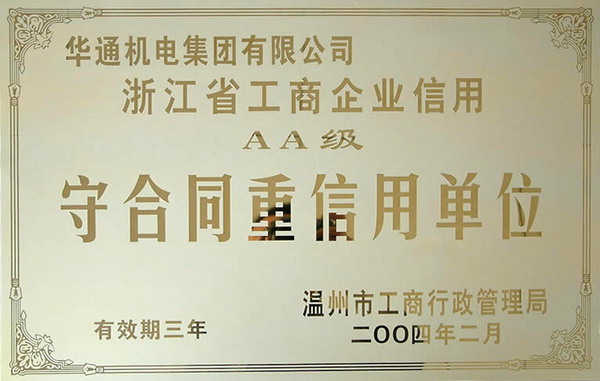 华通机电集团有限公司
浙江省工商企业信用
AA级
守合同重信用单位
温州市工商行政管理局
有效期三年
二〇〇四年二月